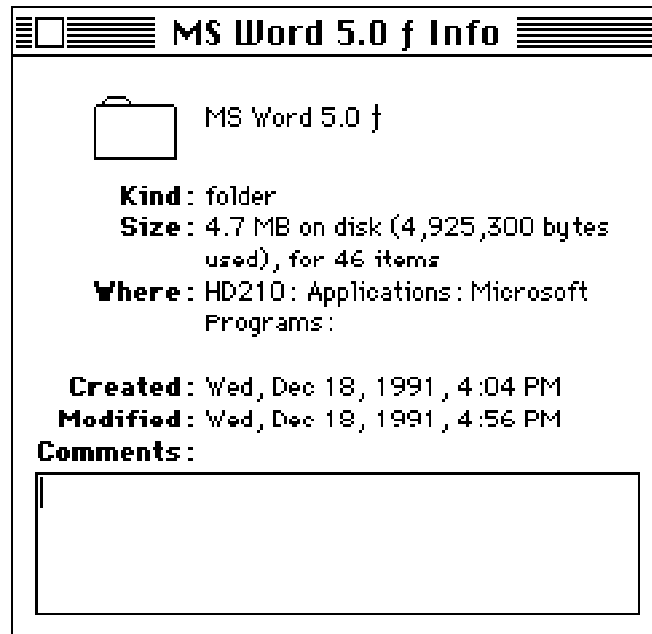 MS Word 5.0 ƒ Info
MS Word 5.0 ƒ
Kind: folder
Size: 4.7 MB on disk (4,925,300 bytes
used), for 46 items
Where: HD210: Applications: Microsoft
Programs:
Created: Wed, Dec 18, 1991, 4:04 PM
Modified: Wed, Dec 18, 1991, 4:56 PM
Comments: